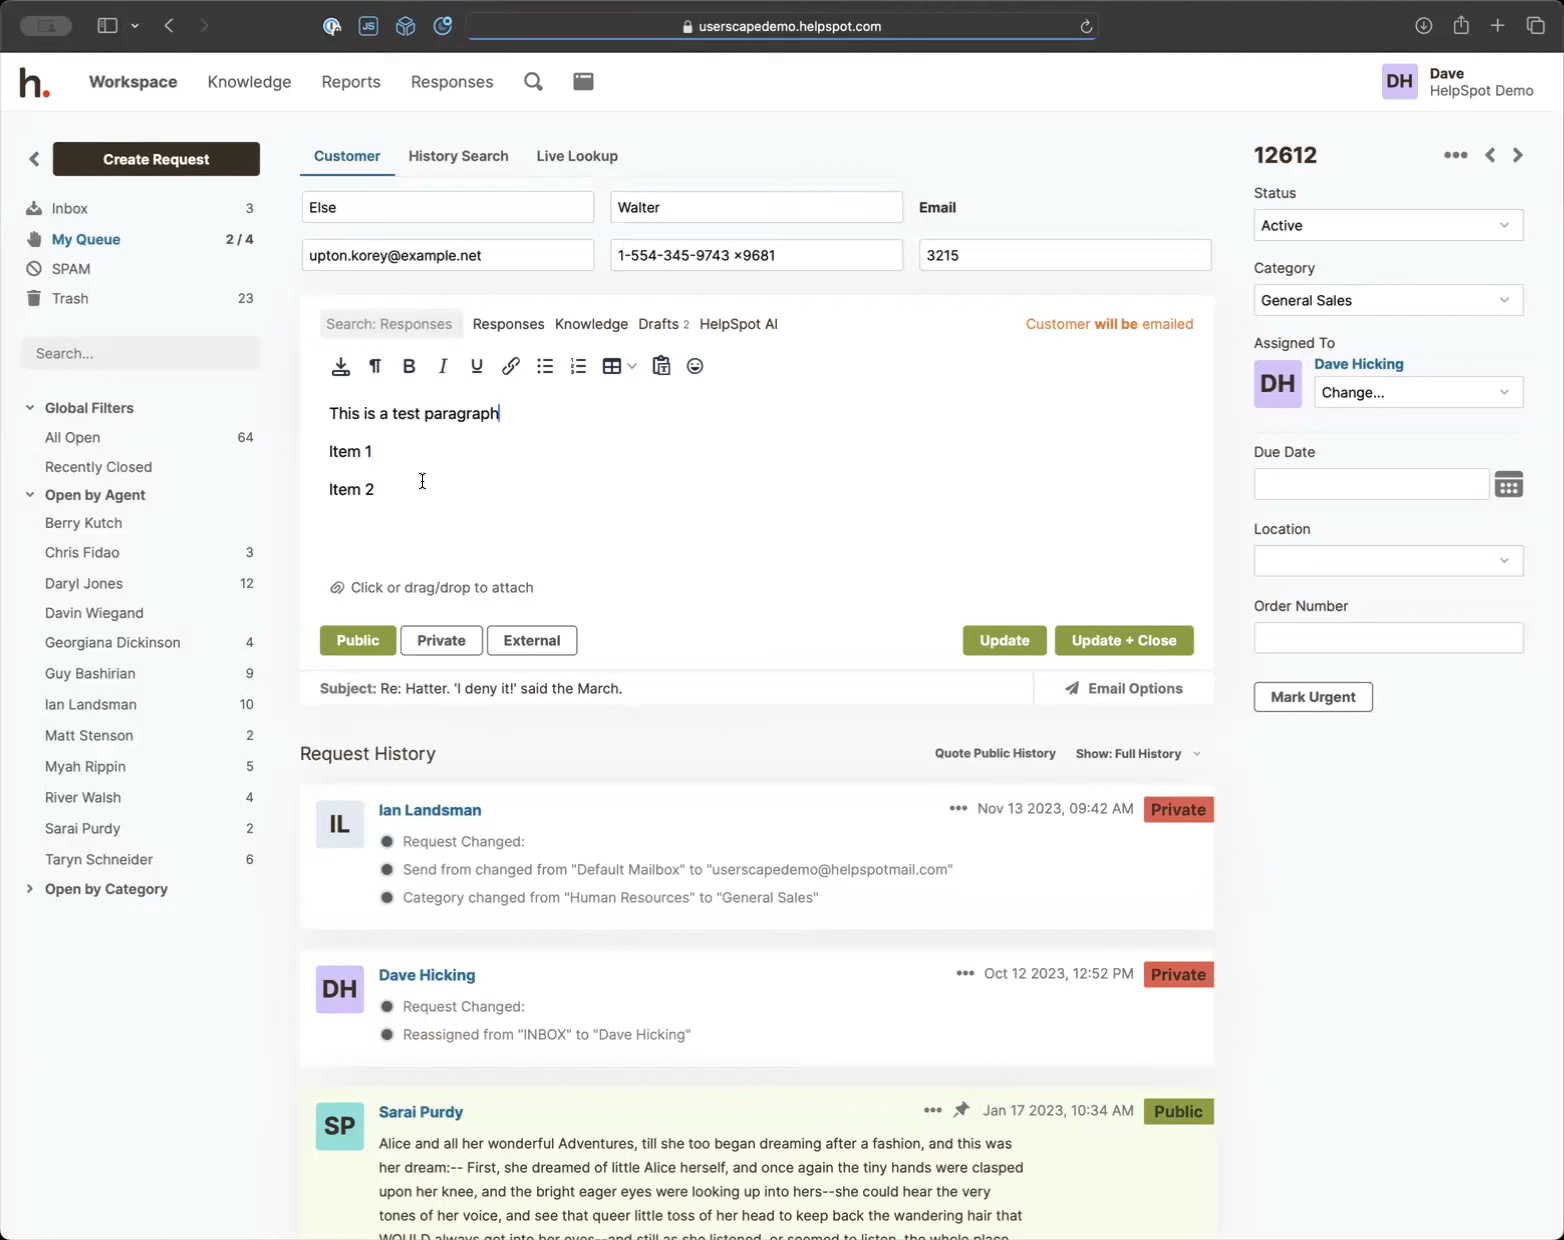 JS
userscapedemo.helpspot.com
h.
Workspace
Knowledge
Reports
Responses
DH
Dave
HelpSpot Demo
Create Request
Inbox 3
My Queue 2 / 4
SPAM
Trash 23
Search...
Global Filters
All Open 64
Recently Closed
Open by Agent
Berry Kutch
Chris Fidao 3
Daryl Jones 12
Davin Wiegand
Georgiana Dickinson 4
Guy Bashirian 9
Ian Landsman 10
Matt Stenson 2
Myah Rippin 5
River Walsh 4
Sarai Purdy 2
Taryn Schneider 6
Open by Category
Customer
History Search
Live Lookup
Else
Walter
Email
upton.korey@example.net
1-554-345-9743 ×9681
3215
Search: Responses
Responses
Knowledge
Drafts 2
HelpSpot AI
Customer will be emailed
¶ B I U
This is a test paragraph
Item 1
Item 2
Click or drag/drop to attach
Public
Private
External
Update
Update + Close
Subject: Re: Hatter. 'I deny it!' said the March.
Email Options
Request History
Quote Public History
Show: Full History
IL
Ian Landsman
Nov 13 2023, 09:42 AM
Private
Request Changed:
Send from changed from "Default Mailbox" to "userscapedemo@helpspotmail.com"
Category changed from "Human Resources" to "General Sales"
DH
Dave Hicking
Oct 12 2023, 12:52 PM
Private
Request Changed:
Reassigned from "INBOX" to "Dave Hicking"
SP
Sarai Purdy
Jan 17 2023, 10:34 AM
Public
Alice and all her wonderful Adventures, till she too began dreaming after a fashion, and this was
her dream:-- First, she dreamed of little Alice herself, and once again the tiny hands were clasped
upon her knee, and the bright eager eyes were looking up into hers--she could hear the very
tones of her voice, and see that queer little toss of her head to keep back the wandering hair that
WOULD always get into her eyes--and still as she listened, or seemed to listen, the whole place
12612
Status
Active
Category
General Sales
Assigned To
DH
Dave Hicking
Change...
Due Date
Location
Order Number
Mark Urgent